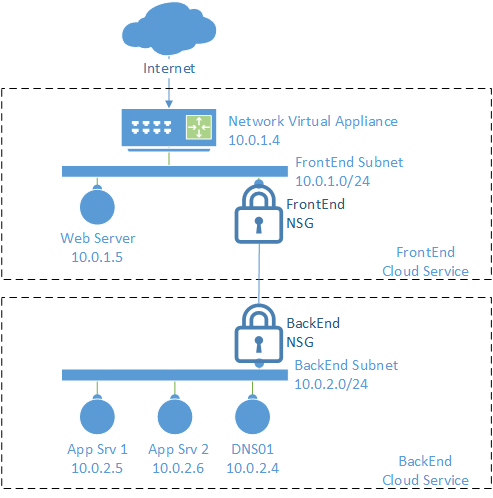 Internet
Network Virtual Appliance
10.0.1.4
FrontEnd Subnet
10.0.1.0/24
FrontEnd
NSG
Web Server
10.0.1.5
FrontEnd
Cloud Service
BackEnd
NSG
BackEnd Subnet
10.0.2.0/24
App Srv 1
10.0.2.5
App Srv 2
10.0.2.6
DNS01
10.0.2.4
BackEnd
Cloud Service